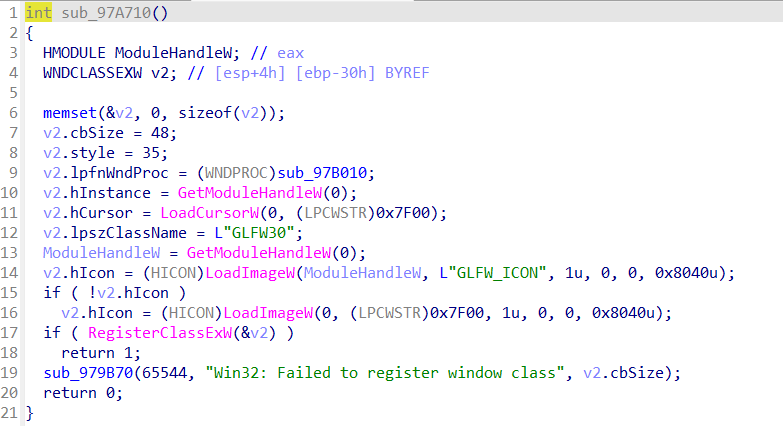 1 int sub_97A710()
2 {
3 HMODULE ModuleHandleW; // eax
4 WNDCLASSEXW v2; // [esp+4h] [ebp-30h] BYREF
5
6 memset(&v2, 0, sizeof(v2));
7 v2.cbSize = 48;
8 v2.style = 35;
9 v2.lpfnWndProc = (WNDPROC)sub_97B010;
10 v2.hInstance = GetModuleHandleW(0);
11 v2.hCursor = LoadCursorW(0, (LPCWSTR)0x7F00);
12 v2.lpszClassName = L"GLFW30";
13 ModuleHandleW = GetModuleHandleW(0);
14 v2.hIcon = (HICON)LoadImageW(ModuleHandleW, L"GLFW_ICON", 1u, 0, 0, 0x8040u);
15 if ( !v2.hIcon )
16 v2.hIcon = (HICON)LoadImageW(0, (LPCWSTR)0x7F00, 1u, 0, 0, 0x8040u);
17 if ( RegisterClassExW(&v2) )
18 return 1;
19 sub_979B70(65544, "Win32: Failed to register window class", v2.cbSize);
20 return 0;
21 }